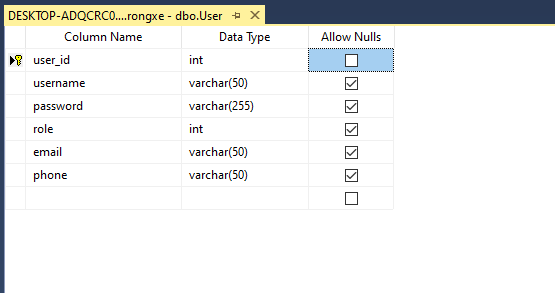 DESKTOP-ADQCRC0....rongxe - dbo.User
Column Name Data Type Allow Nulls
user_id int
username varchar(50)
password varchar(255)
role int
email varchar(50)
phone varchar(50)